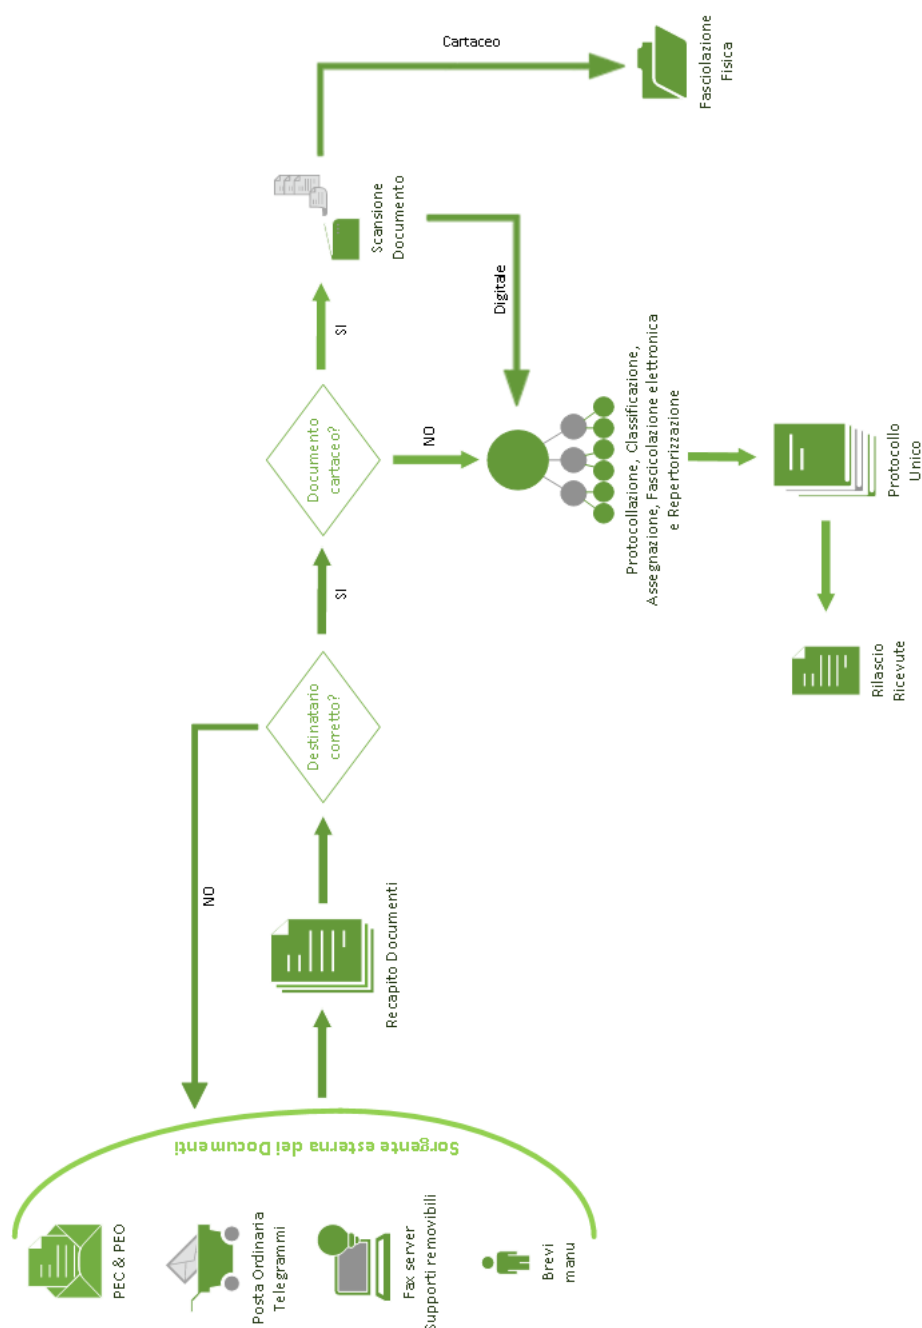 PEC & PEO
Posta Ordinaria
Telegrammi
Fax server
Supporti removibili
Brevi
manu
Sorgente esterna dei Documenti
Recapito Documenti
NO
Destinatario
corretto?
SI
Documento
cartaceo?
SI
NO
Scansione
Documento
Cartaceo
Digitale
Fasciolazione
Fisica
Protocollazione, Classificazione,
Assegnazione, Fascicolazione elettronica
e Repertorizzazione
Protocollo
Unico
Rilascio
Ricevute